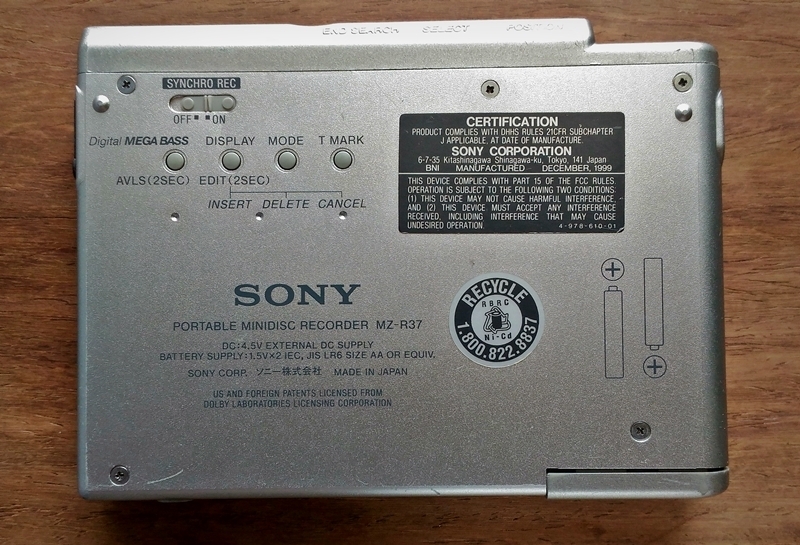 END SEARCH SELECT POSITION
SYNCHRO REC
OFF ON
Digital MEGA BASS DISPLAY MODE T MARK
AVLS(2SEC) EDIT(2SEC)
INSERT DELETE CANCEL
CERTIFICATION
PRODUCT COMPLIES WITH DHHS RULES 21CFR SUBCHAPTER
J APPLICABLE, AT DATE OF MANUFACTURE.
SONY CORPORATION
6-7-35 Kitashinagawa Shinagawa-ku, Tokyo, 141 Japan
BNI MANUFACTURED DECEMBER, 1999
THIS DEVICE COMPLIES WITH PART 15 OF THE FCC RULES.
OPERATION IS SUBJECT TO THE FOLLOWING TWO CONDITIONS:
(1) THIS DEVICE MAY NOT CAUSE HARMFUL INTERFERENCE,
AND (2) THIS DEVICE MUST ACCEPT ANY INTERFERENCE
RECEIVED, INCLUDING INTERFERENCE THAT MAY CAUSE
UNDESIRED OPERATION. 4-978-610-01
SONY
PORTABLE MINIDISC RECORDER MZ-R37
DC:4.5V EXTERNAL DC SUPPLY
BATTERY SUPPLY:1.5V×2 IEC, JIS LR6 SIZE AA OR EQUIV.
SONY CORP. ソニー株式会社 MADE IN JAPAN
US AND FOREIGN PATENTS LICENSED FROM
DOLBY LABORATORIES LICENSING CORPORATION
RECYCLE
RBRC
Ni-Cd
1.800.822.8837